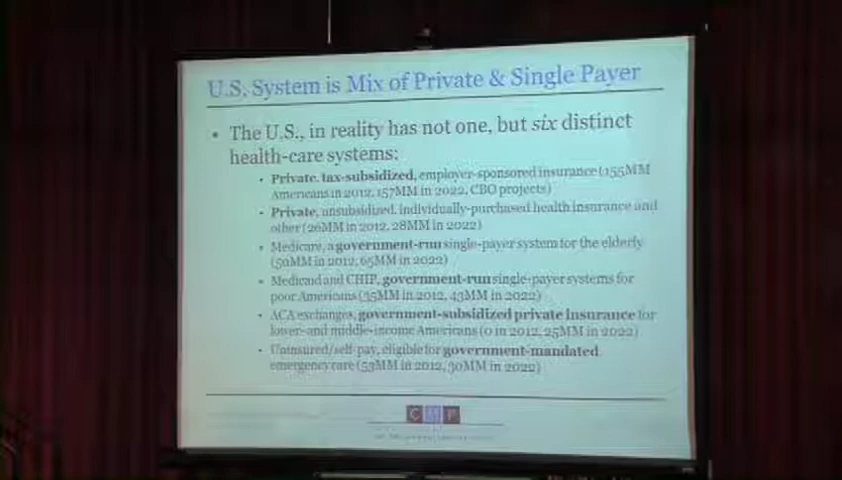 U.S. System is Mix of Private & Single Payer
• The U.S., in reality has not one, but six distinct
health-care systems:
• Private, tax-subsidized, employer-sponsored insurance (155MM
Americans in 2012, 157MM in 2022, CBO projects)
• Private, unsubsidized, individually-purchased health insurance and
other (26MM in 2012, 28MM in 2022)
• Medicare, a government-run single-payer system for the elderly
(50MM in 2012, 65MM in 2022)
• Medicaid and CHIP, government-run single-payer systems for
poor Americans (35MM in 2012, 43MM in 2022)
• ACA exchanges, government-subsidized private insurance for
lower- and middle-income Americans (0 in 2012, 25MM in 2022)
• Uninsured/self-pay, eligible for government-mandated
emergency care (53MM in 2012, 30MM in 2022)